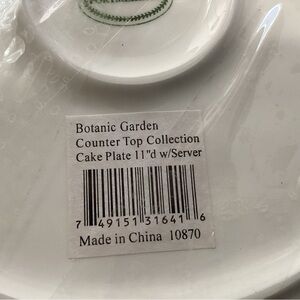 Botanic Garden
Counter Top Collection
Cake Plate 11"d w/Server
7 49151 31641 6
Made in China 10870